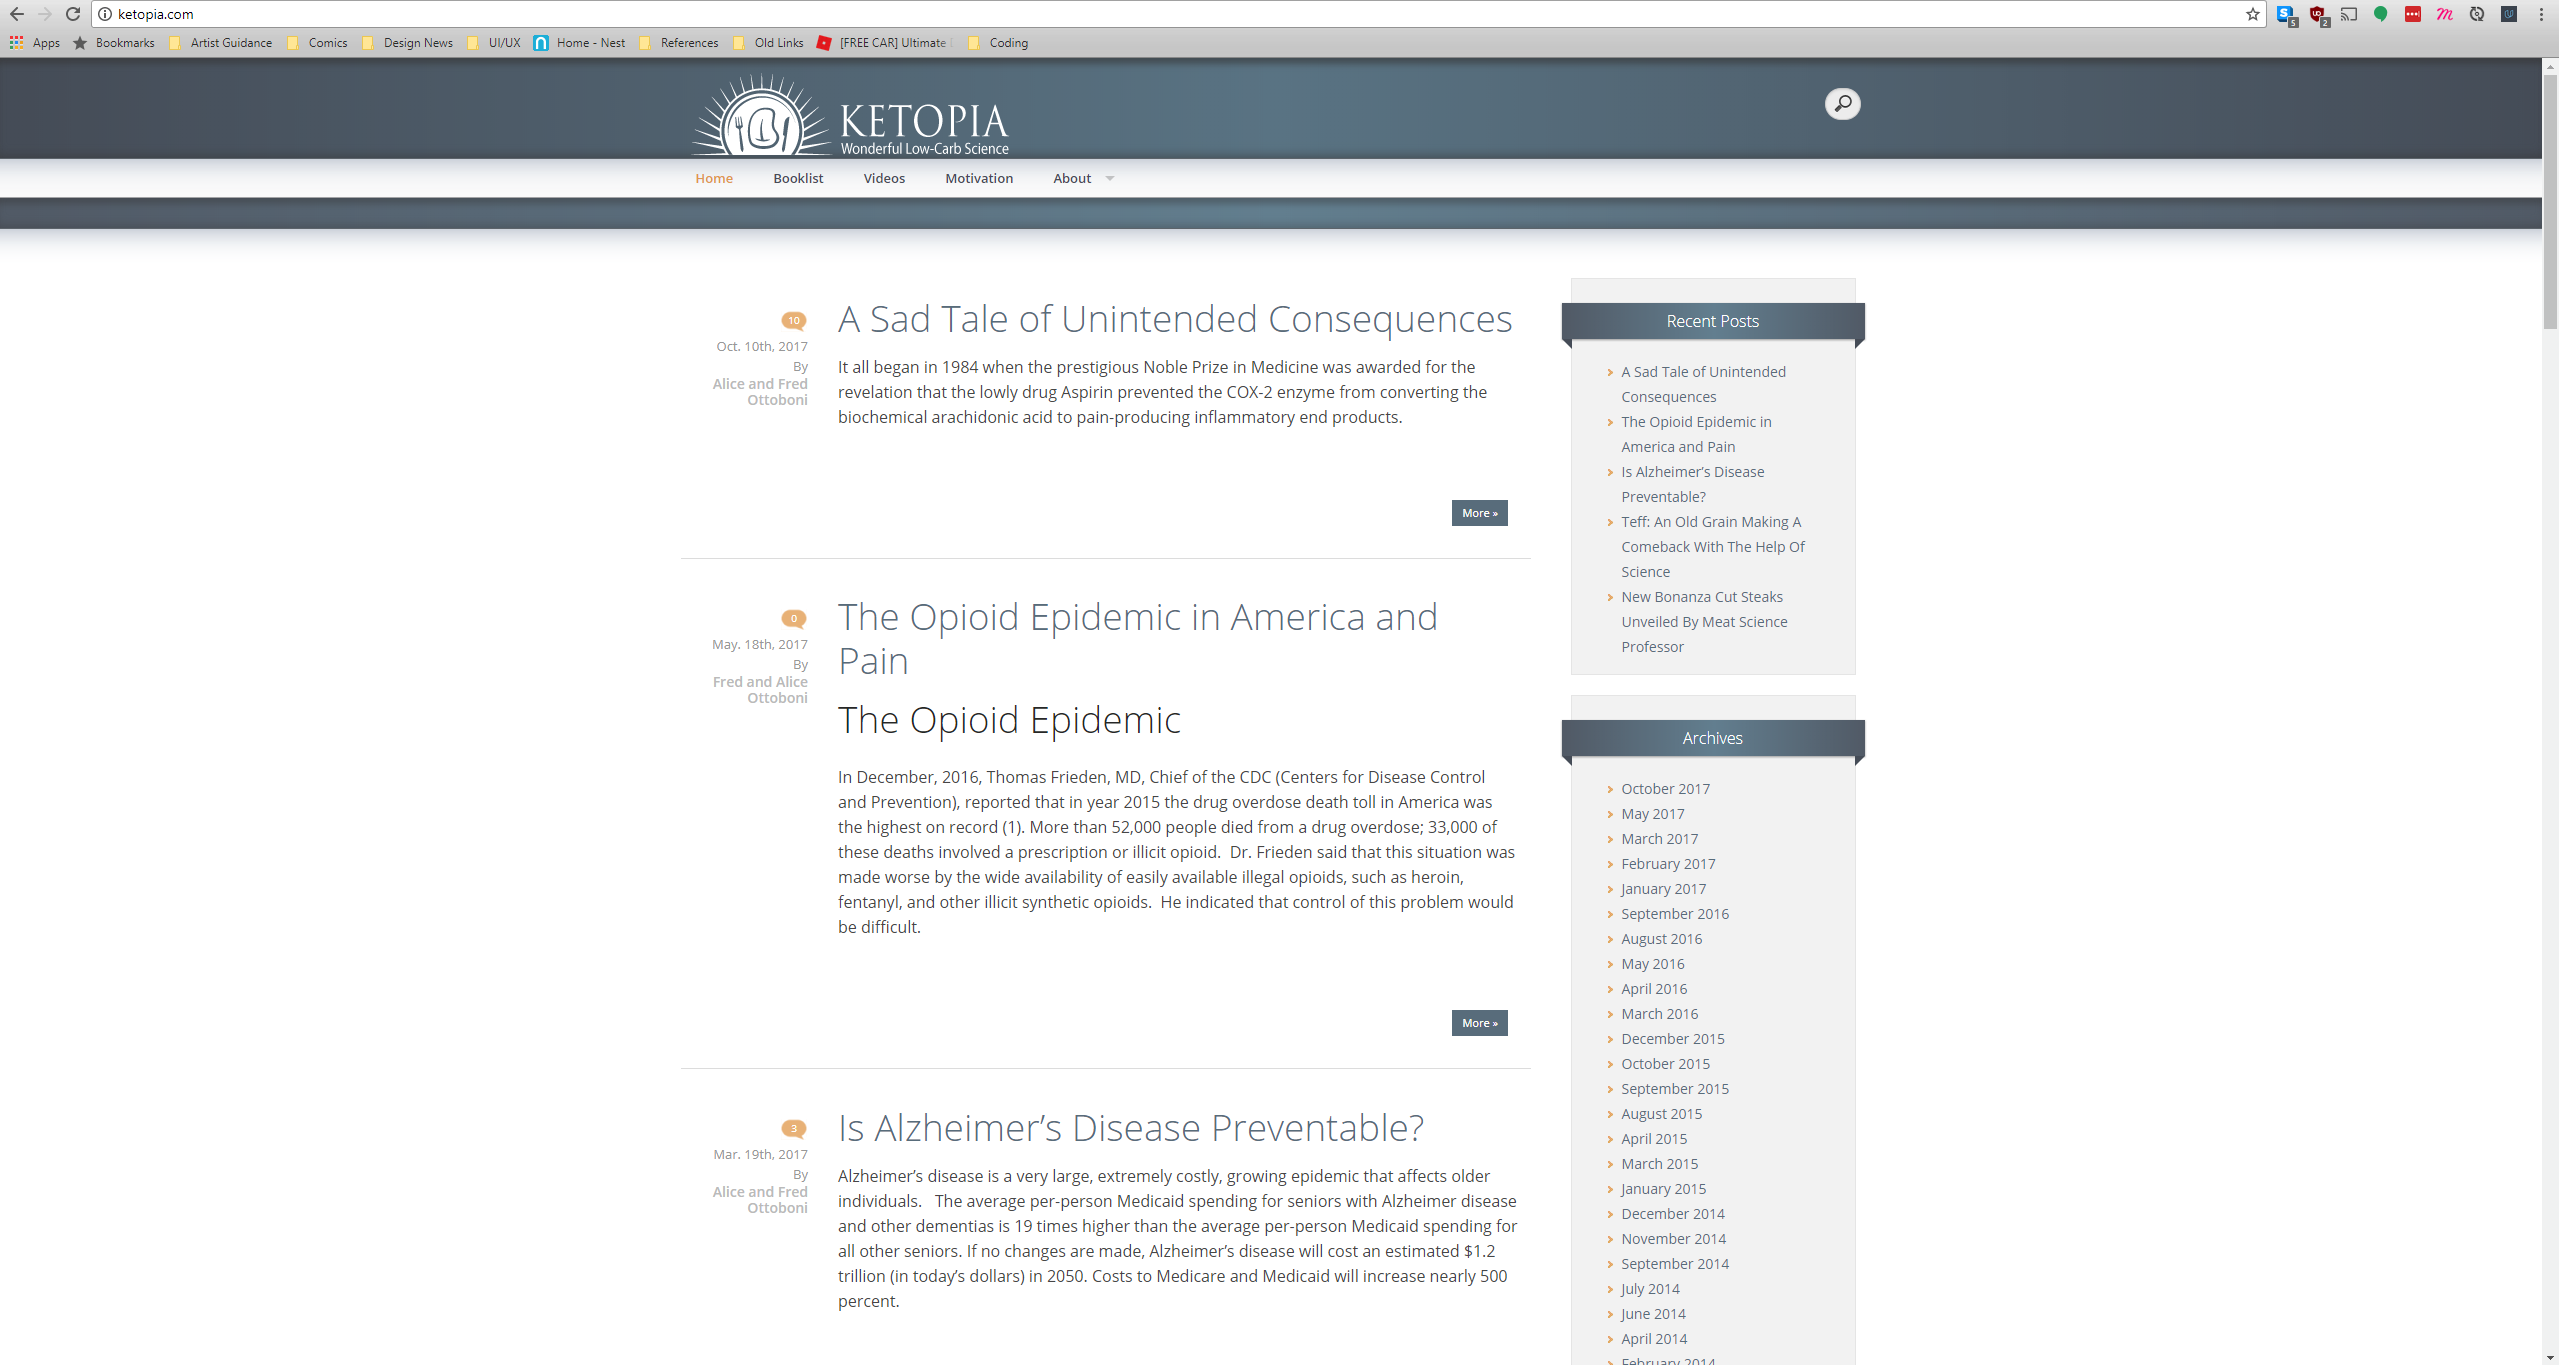 ketopia.com
Apps Bookmarks Artist Guidance Comics Design News UI/UX Home - Nest References Old Links [FREE CAR] Ultimate Coding
KETOPIA
Wonderful Low-Carb Science
Home Booklist Videos Motivation About
10
Oct. 10th, 2017
By
Alice and Fred
Ottoboni
A Sad Tale of Unintended Consequences
It all began in 1984 when the prestigious Noble Prize in Medicine was awarded for the
revelation that the lowly drug Aspirin prevented the COX-2 enzyme from converting the
biochemical arachidonic acid to pain-producing inflammatory end products.
More »
0
May. 18th, 2017
By
Fred and Alice
Ottoboni
The Opioid Epidemic in America and
Pain
The Opioid Epidemic
In December, 2016, Thomas Frieden, MD, Chief of the CDC (Centers for Disease Control
and Prevention), reported that in year 2015 the drug overdose death toll in America was
the highest on record (1). More than 52,000 people died from a drug overdose; 33,000 of
these deaths involved a prescription or illicit opioid.  Dr. Frieden said that this situation was
made worse by the wide availability of easily available illegal opioids, such as heroin,
fentanyl, and other illicit synthetic opioids.  He indicated that control of this problem would
be difficult.
More »
3
Mar. 19th, 2017
By
Alice and Fred
Ottoboni
Is Alzheimer’s Disease Preventable?
Alzheimer’s disease is a very large, extremely costly, growing epidemic that affects older
individuals.   The average per-person Medicaid spending for seniors with Alzheimer disease
and other dementias is 19 times higher than the average per-person Medicaid spending for
all other seniors. If no changes are made, Alzheimer’s disease will cost an estimated $1.2
trillion (in today’s dollars) in 2050. Costs to Medicare and Medicaid will increase nearly 500
percent.
Recent Posts
A Sad Tale of Unintended
Consequences
The Opioid Epidemic in
America and Pain
Is Alzheimer’s Disease
Preventable?
Teff: An Old Grain Making A
Comeback With The Help Of
Science
New Bonanza Cut Steaks
Unveiled By Meat Science
Professor
Archives
October 2017
May 2017
March 2017
February 2017
January 2017
September 2016
August 2016
May 2016
April 2016
March 2016
December 2015
October 2015
September 2015
August 2015
April 2015
March 2015
January 2015
December 2014
November 2014
September 2014
July 2014
June 2014
April 2014
February 2014